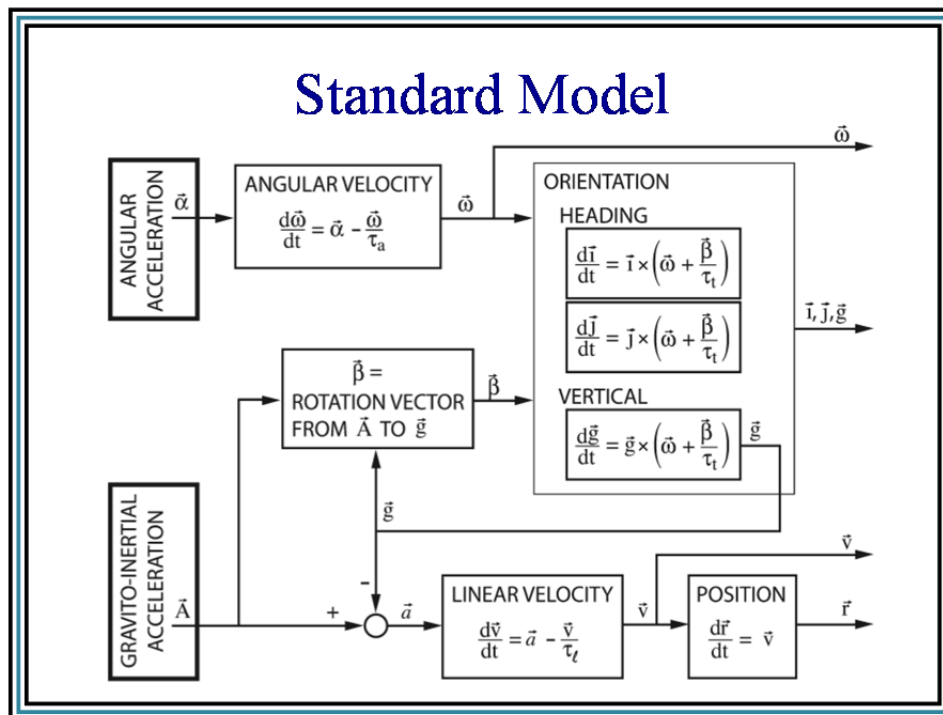 Standard Model
ANGULAR
ACCELERATION
α⃗
ANGULAR VELOCITY
dω⃗/dt = α⃗ - ω⃗/τa
ω⃗
ω⃗
ORIENTATION
HEADING
dı⃗/dt = ı⃗ × (ω⃗ + β⃗/τt)
dȷ⃗/dt = ȷ⃗ × (ω⃗ + β⃗/τt)
VERTICAL
dg⃗/dt = g⃗ × (ω⃗ + β⃗/τt)
g⃗
ı⃗, ȷ⃗, g⃗
β⃗ =
ROTATION VECTOR
FROM A⃗ TO g⃗
β⃗
g⃗
GRAVITO-INERTIAL
ACCELERATION
A⃗
+
-
a⃗
LINEAR VELOCITY
dv⃗/dt = a⃗ - v⃗/τℓ
v⃗
v⃗
POSITION
dr⃗/dt = v⃗
r⃗